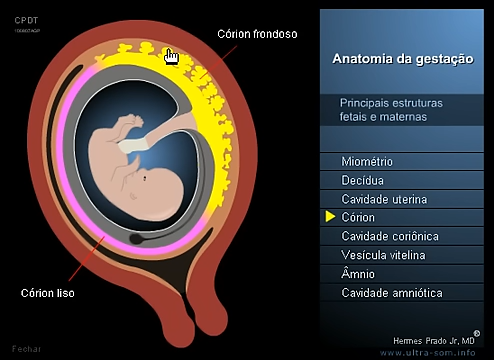 CPDT
Córion frondoso
Córion liso
Fechar
Anatomia da gestação
Principais estruturas
fetais e maternas
Miométrio
Decídua
Cavidade uterina
Córion
Cavidade coriônica
Vesícula vitelina
Âmnio
Cavidade amniótica
©
Hermes Prado Jr, MD
www.ultra-som.info